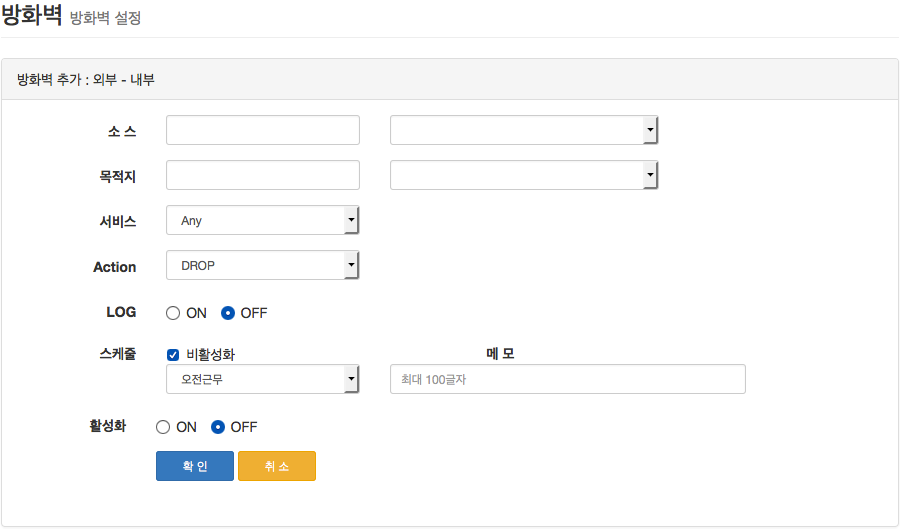 방화벽 방화벽 설정
방화벽 추가 : 외부 - 내부
소 스
목적지
서비스 Any
Action DROP
LOG ON OFF
스케줄 비활성화 메 모
오전근무 최대 100글자
활성화 ON OFF
확 인 취 소